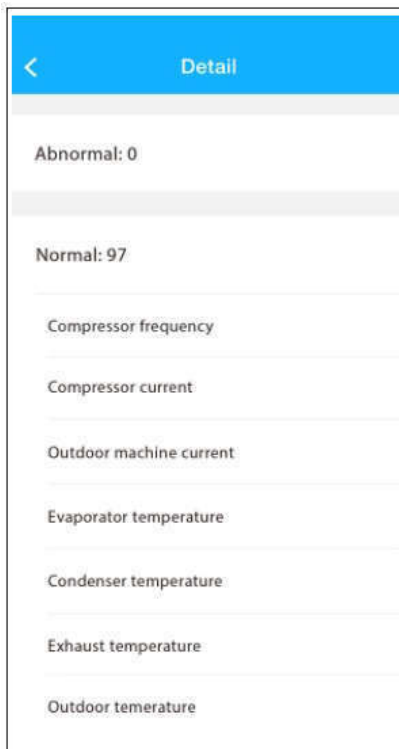 Detail
Abnormal: 0
Normal: 97
Compressor frequency
Compressor current
Outdoor machine current
Evaporator temperature
Condenser temperature
Exhaust temperature
Outdoor temerature